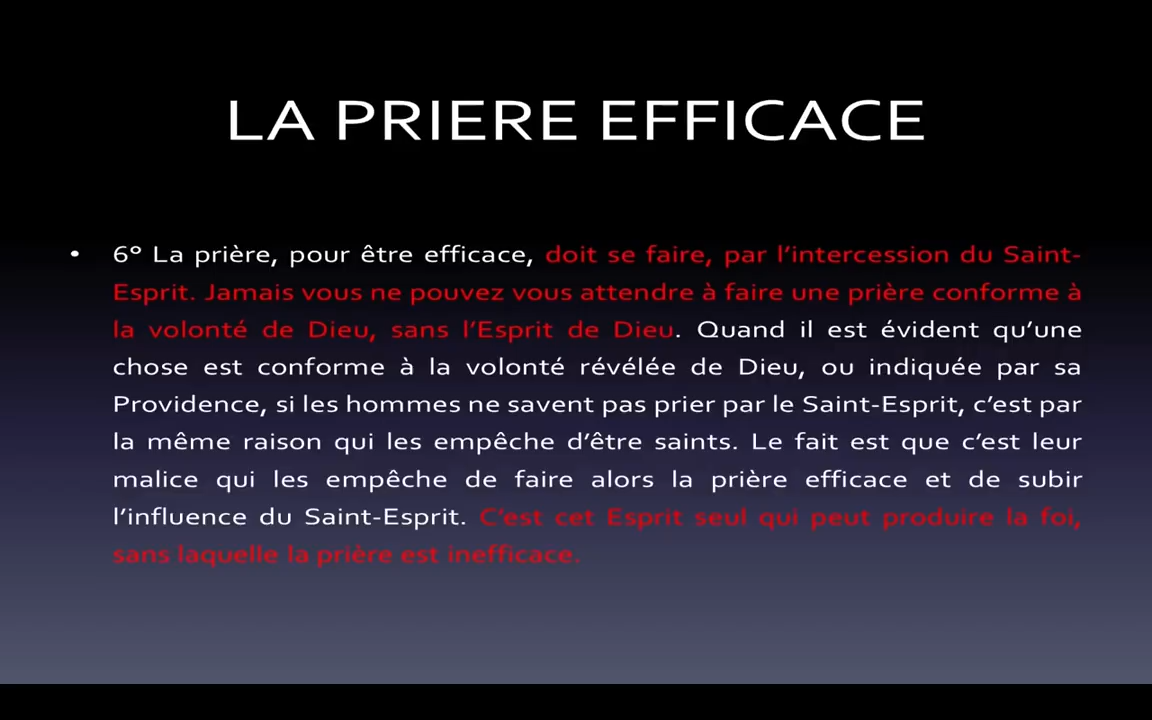 LA PRIERE EFFICACE
• 6° La prière, pour être efficace, doit se faire, par l’intercession du Saint-
Esprit. Jamais vous ne pouvez vous attendre à faire une prière conforme à
la volonté de Dieu, sans l’Esprit de Dieu. Quand il est évident qu’une
chose est conforme à la volonté révélée de Dieu, ou indiquée par sa
Providence, si les hommes ne savent pas prier par le Saint-Esprit, c’est par
la même raison qui les empêche d’être saints. Le fait est que c’est leur
malice qui les empêche de faire alors la prière efficace et de subir
l’influence du Saint-Esprit. C’est cet Esprit seul qui peut produire la foi,
sans laquelle la prière est inefficace.